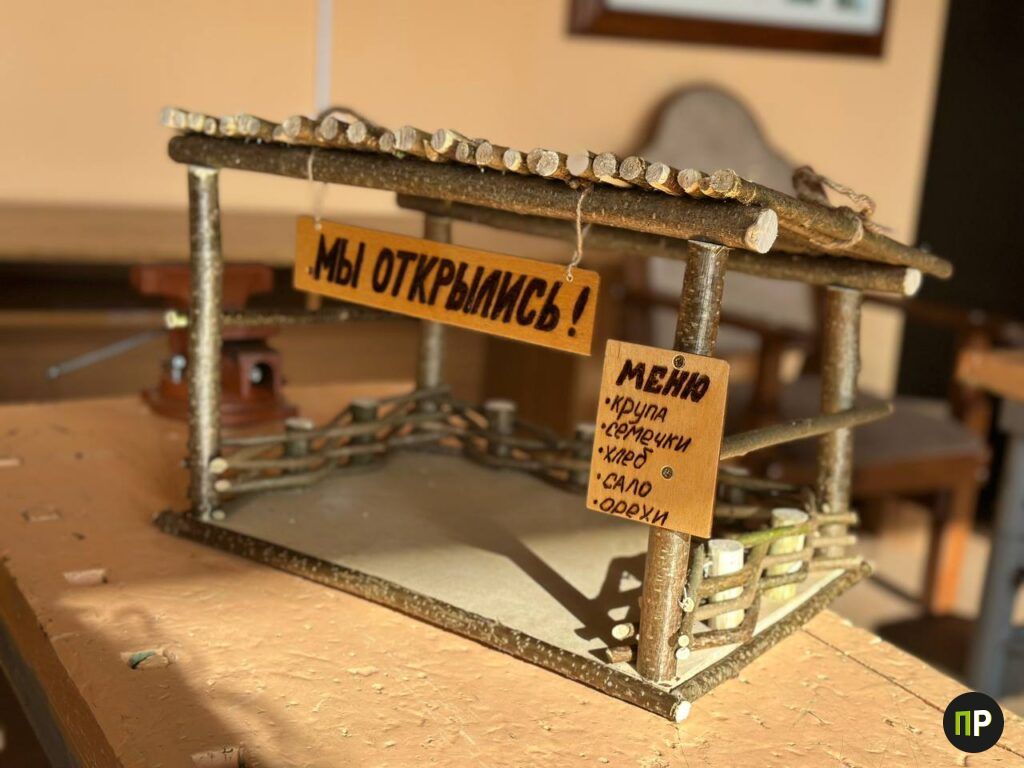 МЫ ОТКРЫЛИСЬ!
МЕНЮ
•КРУПА
•СЕМЕЧКИ
•ХЛЕБ
•САЛО
•ОРЕХИ
ПР